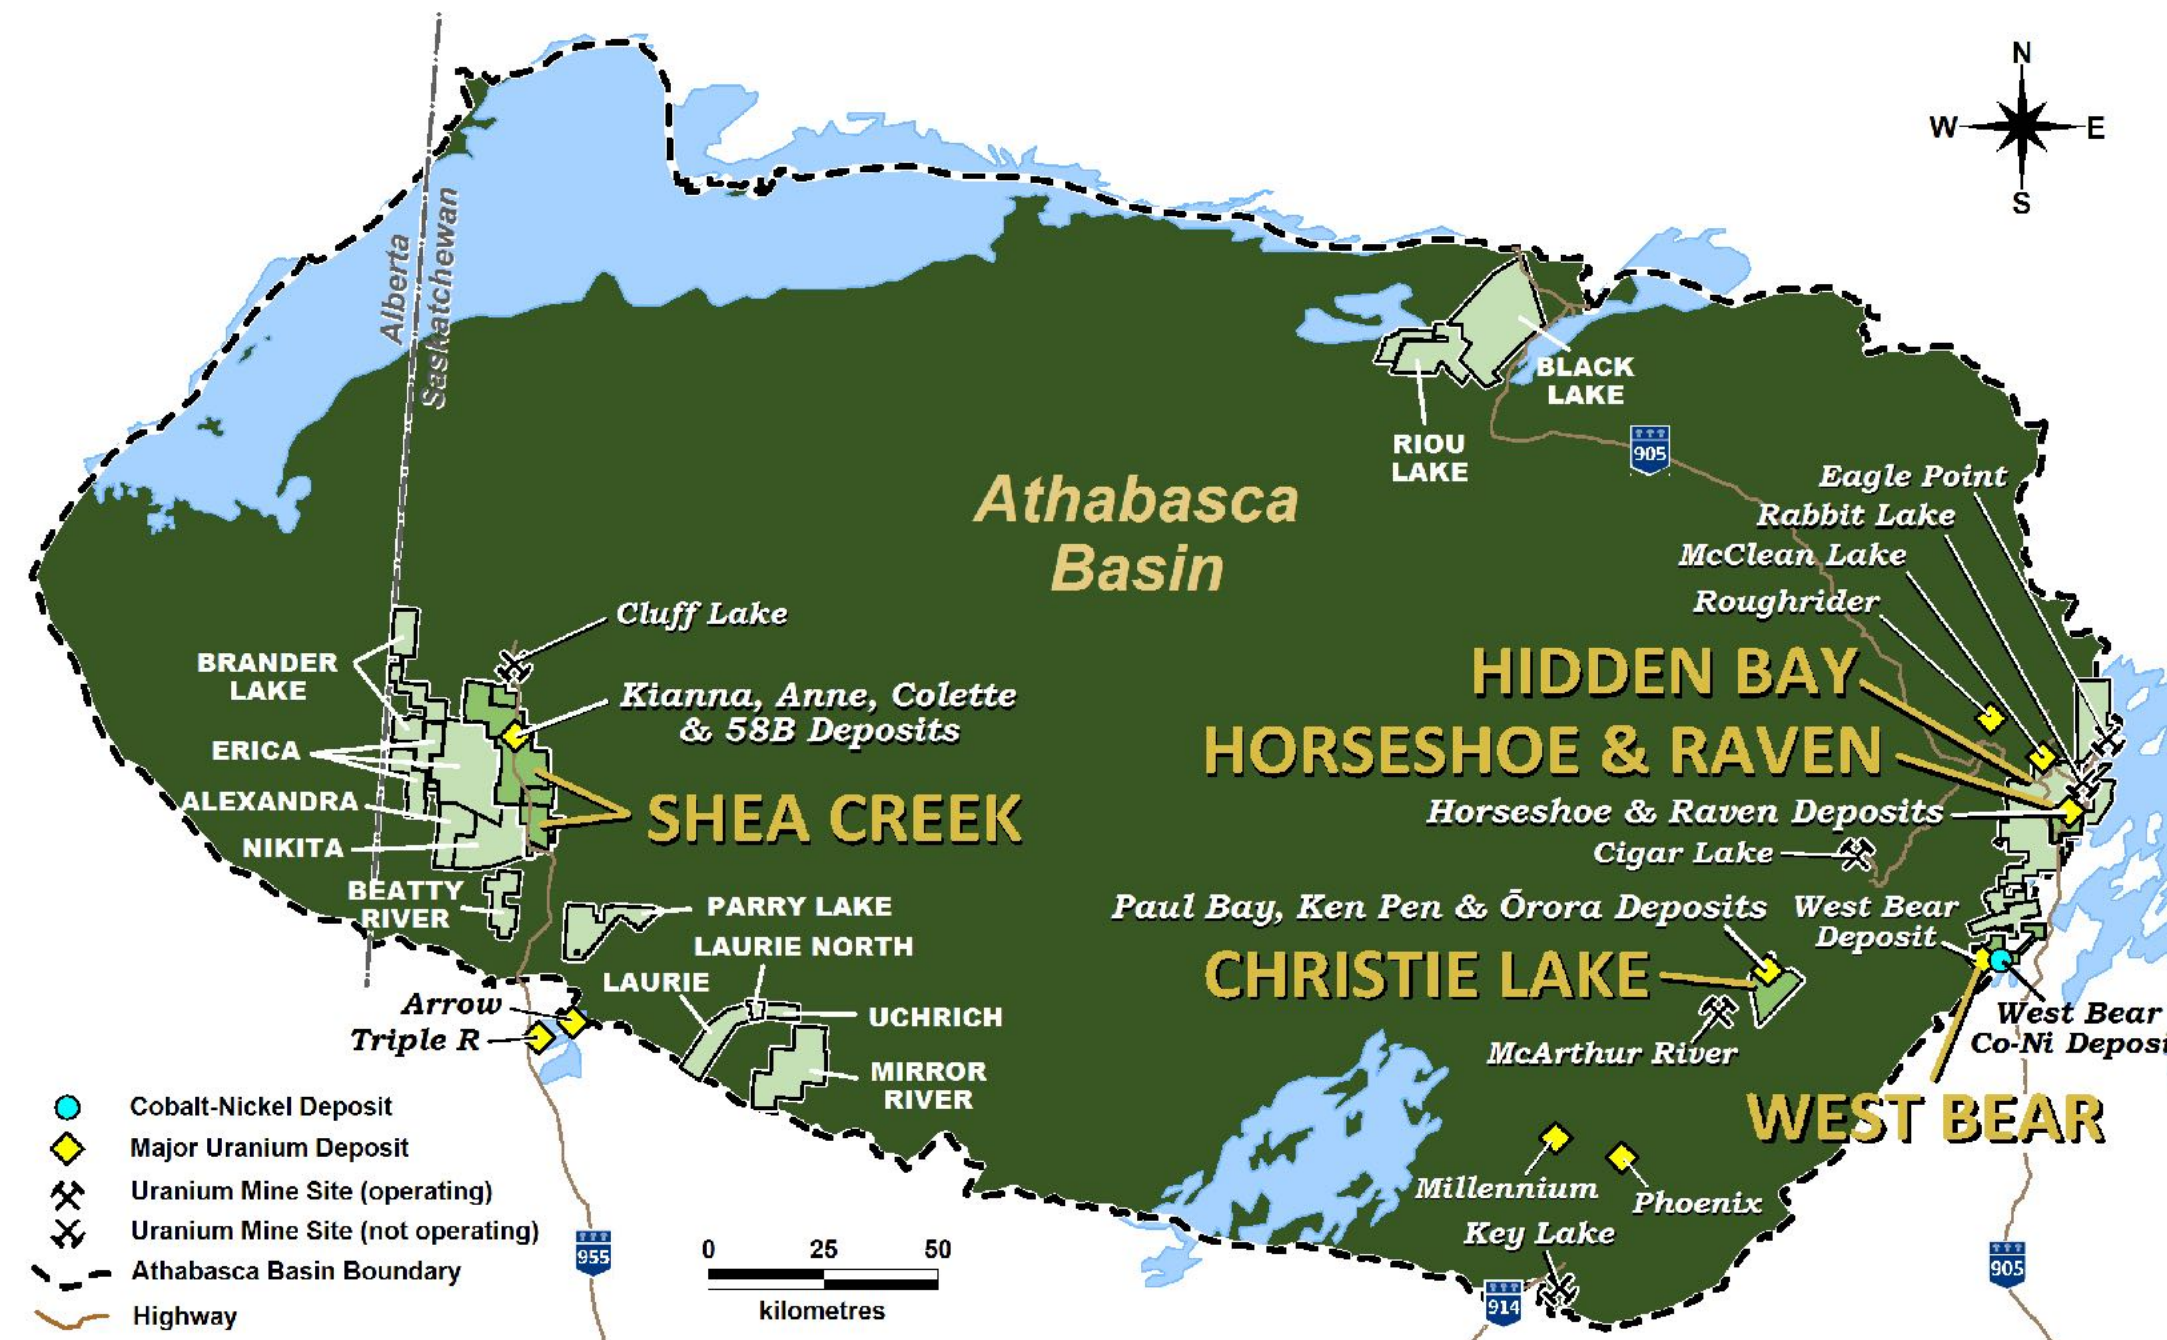 N
W
E
S
Alberta
Saskatchewan
BLACK
LAKE
RIOU
LAKE
905
Athabasca
Basin
Eagle Point
Rabbit Lake
McClean Lake
Roughrider
Cluff Lake
BRANDER
LAKE
Kianna, Anne, Colette
& 58B Deposits
HIDDEN BAY
HORSESHOE & RAVEN
ERICA
ALEXANDRA
SHEA CREEK
Horseshoe & Raven Deposits
NIKITA
Cigar Lake
BEATTY
RIVER
PARRY LAKE
LAURIE NORTH
LAURIE
UCHRICH
MIRROR
RIVER
Paul Bay, Ken Pen & Ōrora Deposits
West Bear
Deposit
CHRISTIE LAKE
Arrow
Triple R
McArthur River
West Bear
Co-Ni Deposi
WEST BEAR
Millennium
Phoenix
Key Lake
Cobalt-Nickel Deposit
Major Uranium Deposit
Uranium Mine Site (operating)
Uranium Mine Site (not operating)
Athabasca Basin Boundary
Highway
955
0 25 50
kilometres
914
905